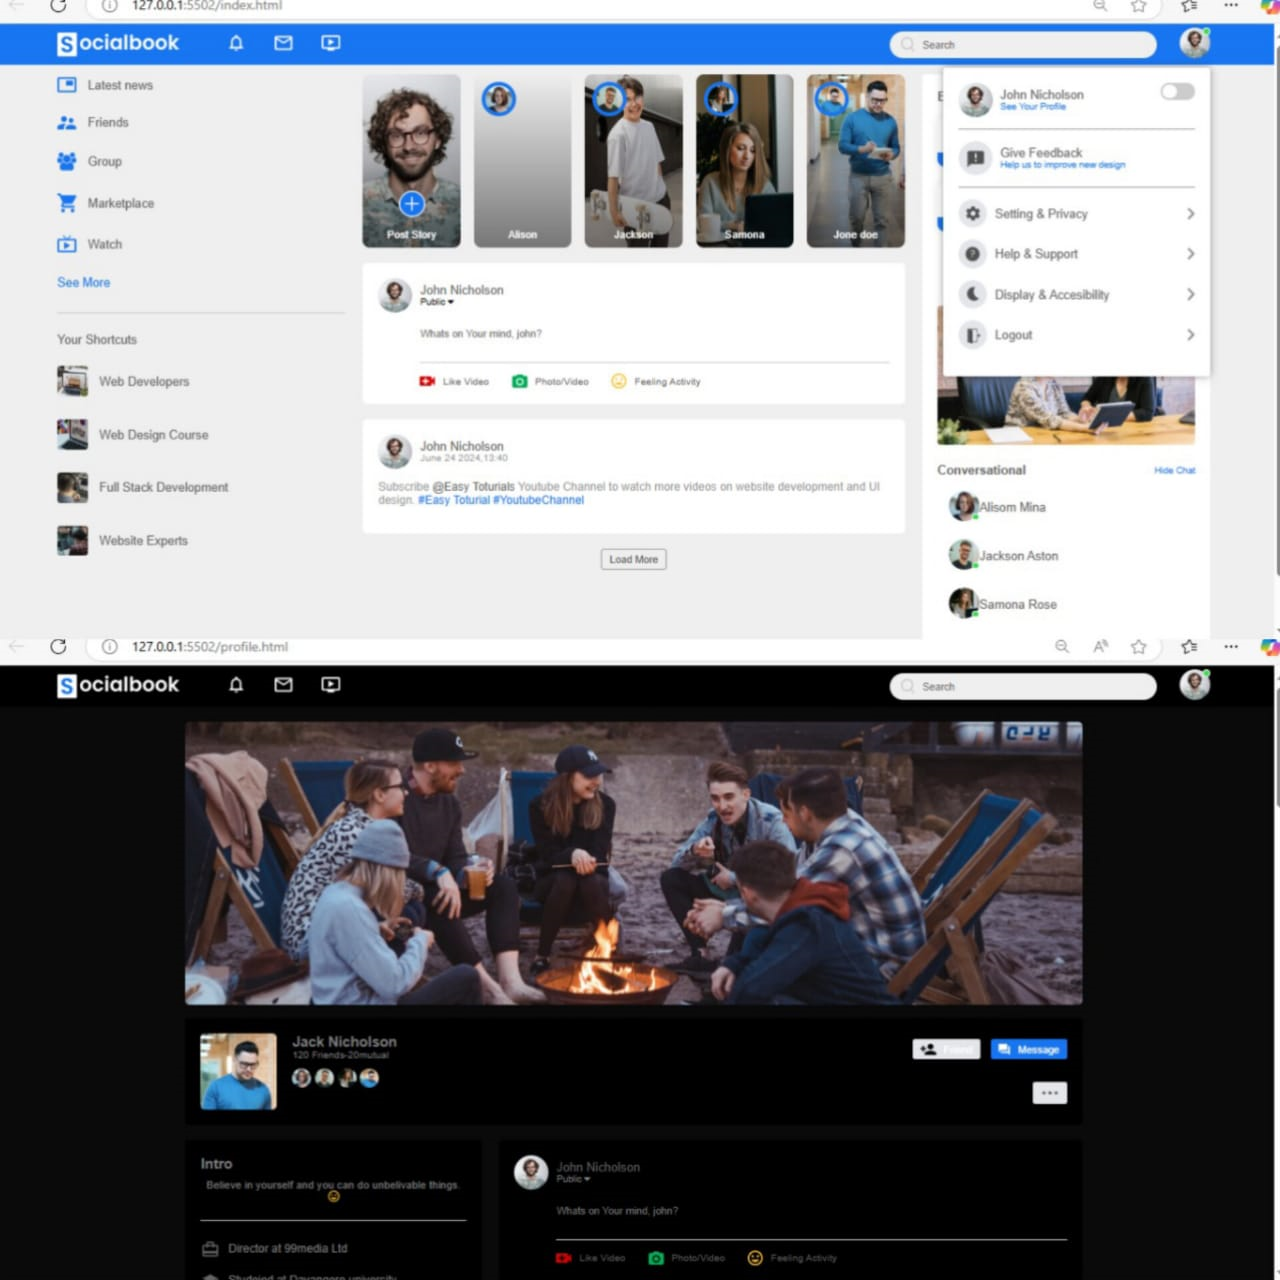 127.0.0.1:5502/index.html
Socialbook
Search
Latest news
Friends
Group
Marketplace
Watch
See More
Your Shortcuts
Web Developers
Web Design Course
Full Stack Development
Website Experts
Post Story
Alison
Jackson
Samona
Jone doe
John Nicholson
Public
Whats on Your mind, john?
Like Video
Photo/Video
Feeling Activity
John Nicholson
June 24 2024,13:40
Subscribe @Easy Toturials Youtube Channel to watch more videos on website development and UI
design. #Easy Toturial #YoutubeChannel
Load More
E
John Nicholson
See Your Profile
Give Feedback
Help us to improve new design
Setting & Privacy
Help & Support
Display & Accesibility
Logout
Conversational
Hide Chat
Alisom Mina
Jackson Aston
Samona Rose
127.0.0.1:5502/profile.html
Socialbook
Search
Jack Nicholson
120 Friends-20mutual
Friend
Message
Intro
Believe in yourself and you can do unbelivable things.
Director at 99media Ltd
Studeied at Davangere university
John Nicholson
Public
Whats on Your mind, john?
Like Video
Photo/Video
Feeling Activity